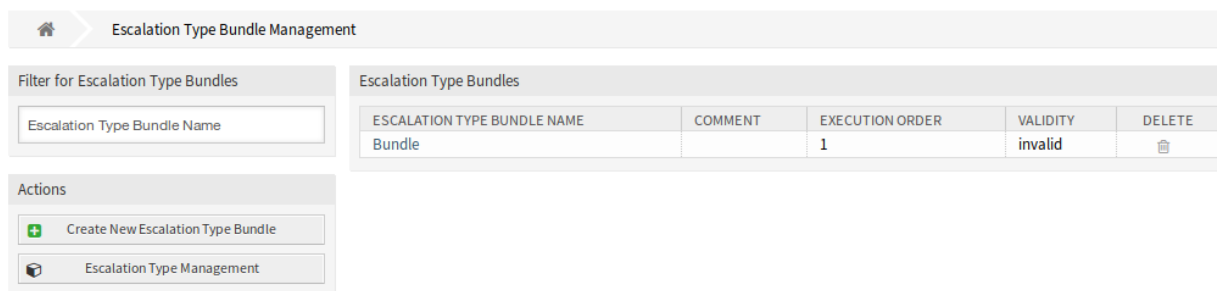 Escalation Type Bundle Management
Filter for Escalation Type Bundles
Escalation Type Bundle Name
Actions
Create New Escalation Type Bundle
Escalation Type Management
Escalation Type Bundles
ESCALATION TYPE BUNDLE NAME COMMENT EXECUTION ORDER VALIDITY DELETE
Bundle 1 invalid